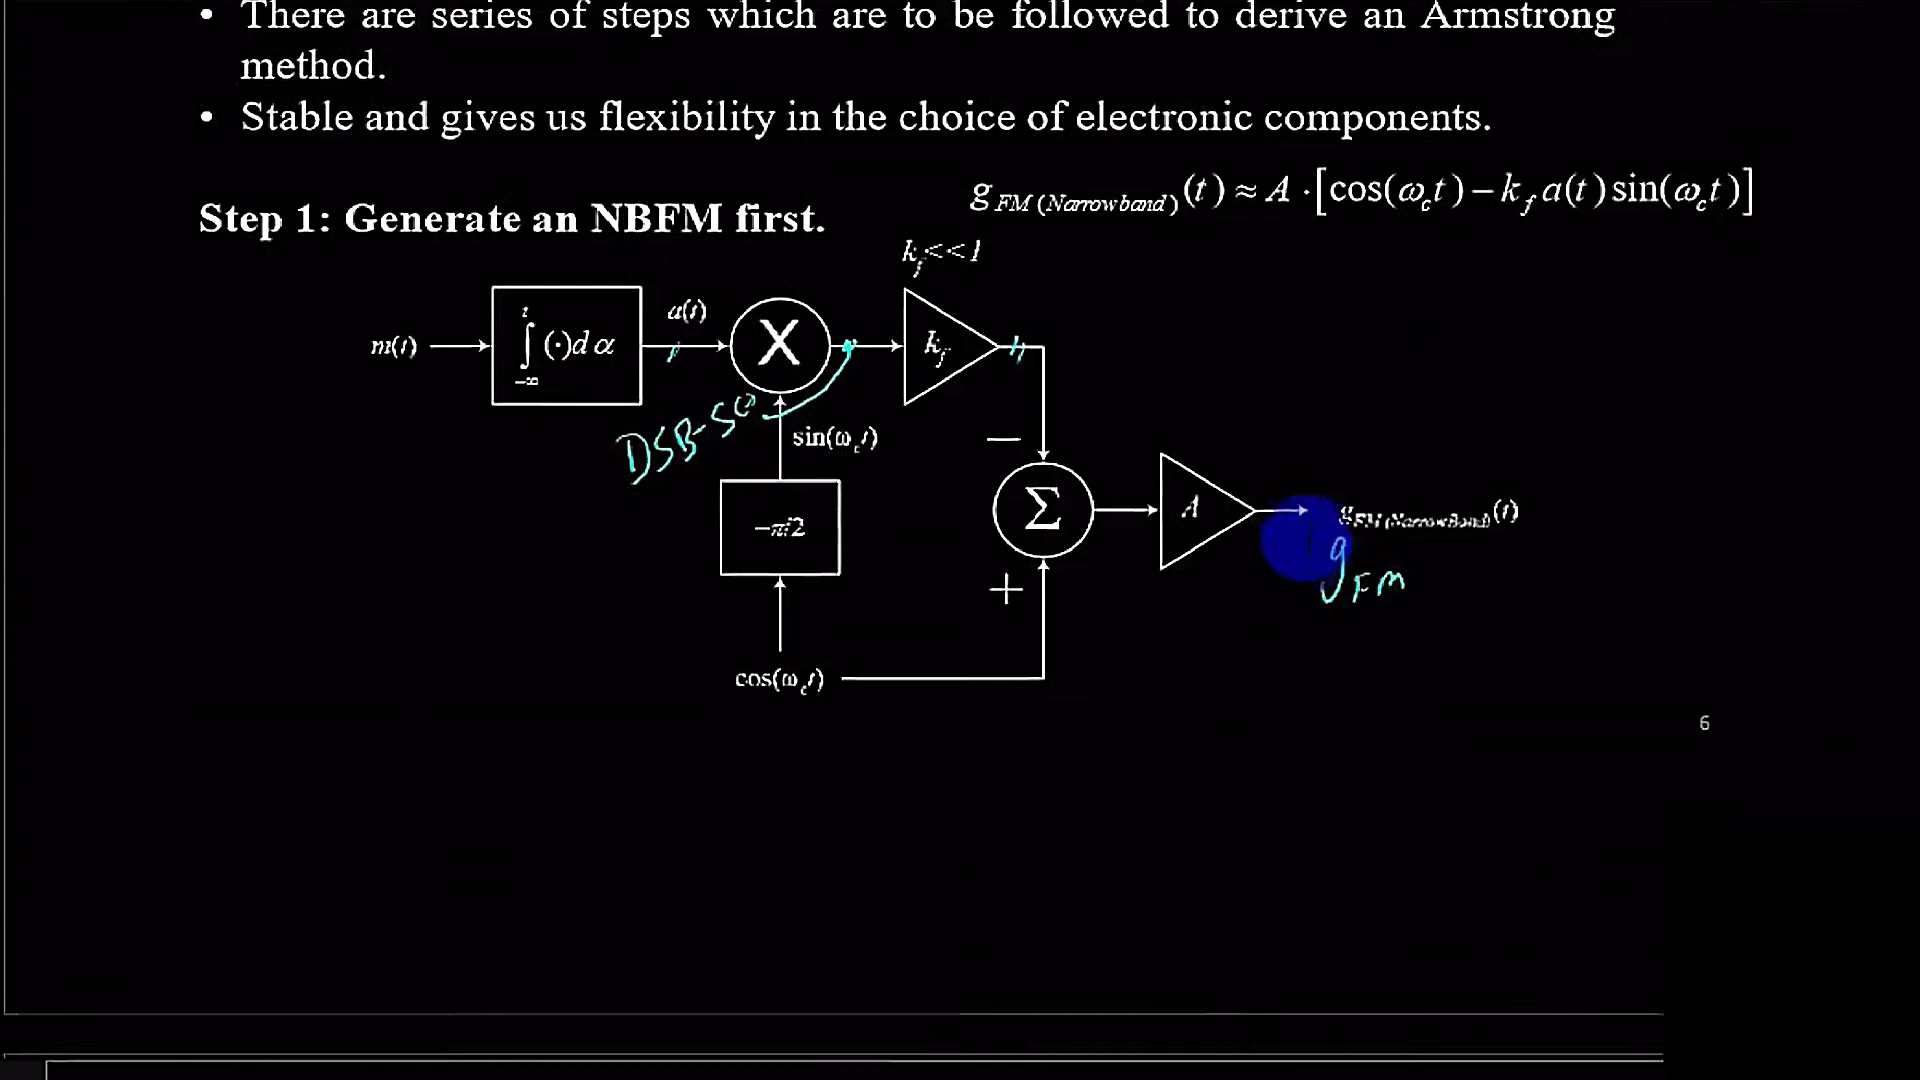 • There are series of steps which are to be followed to derive an Armstrong
method.
• Stable and gives us flexibility in the choice of electronic components.
g_FM (Narrowband)(t) ≈ A · [cos(ω_c t) − k_f a(t) sin(ω_c t)]
Step 1: Generate an NBFM first.
k_f<<1
a(t)
m(t)
∫_{−∞}^{t} (·)dα
X
k_f
DSB-SC
sin(ω_c t)
—
−π/2
Σ
A
g_FM (NarrowBand)(t)
g_FM
+
cos(ω_c t)
6